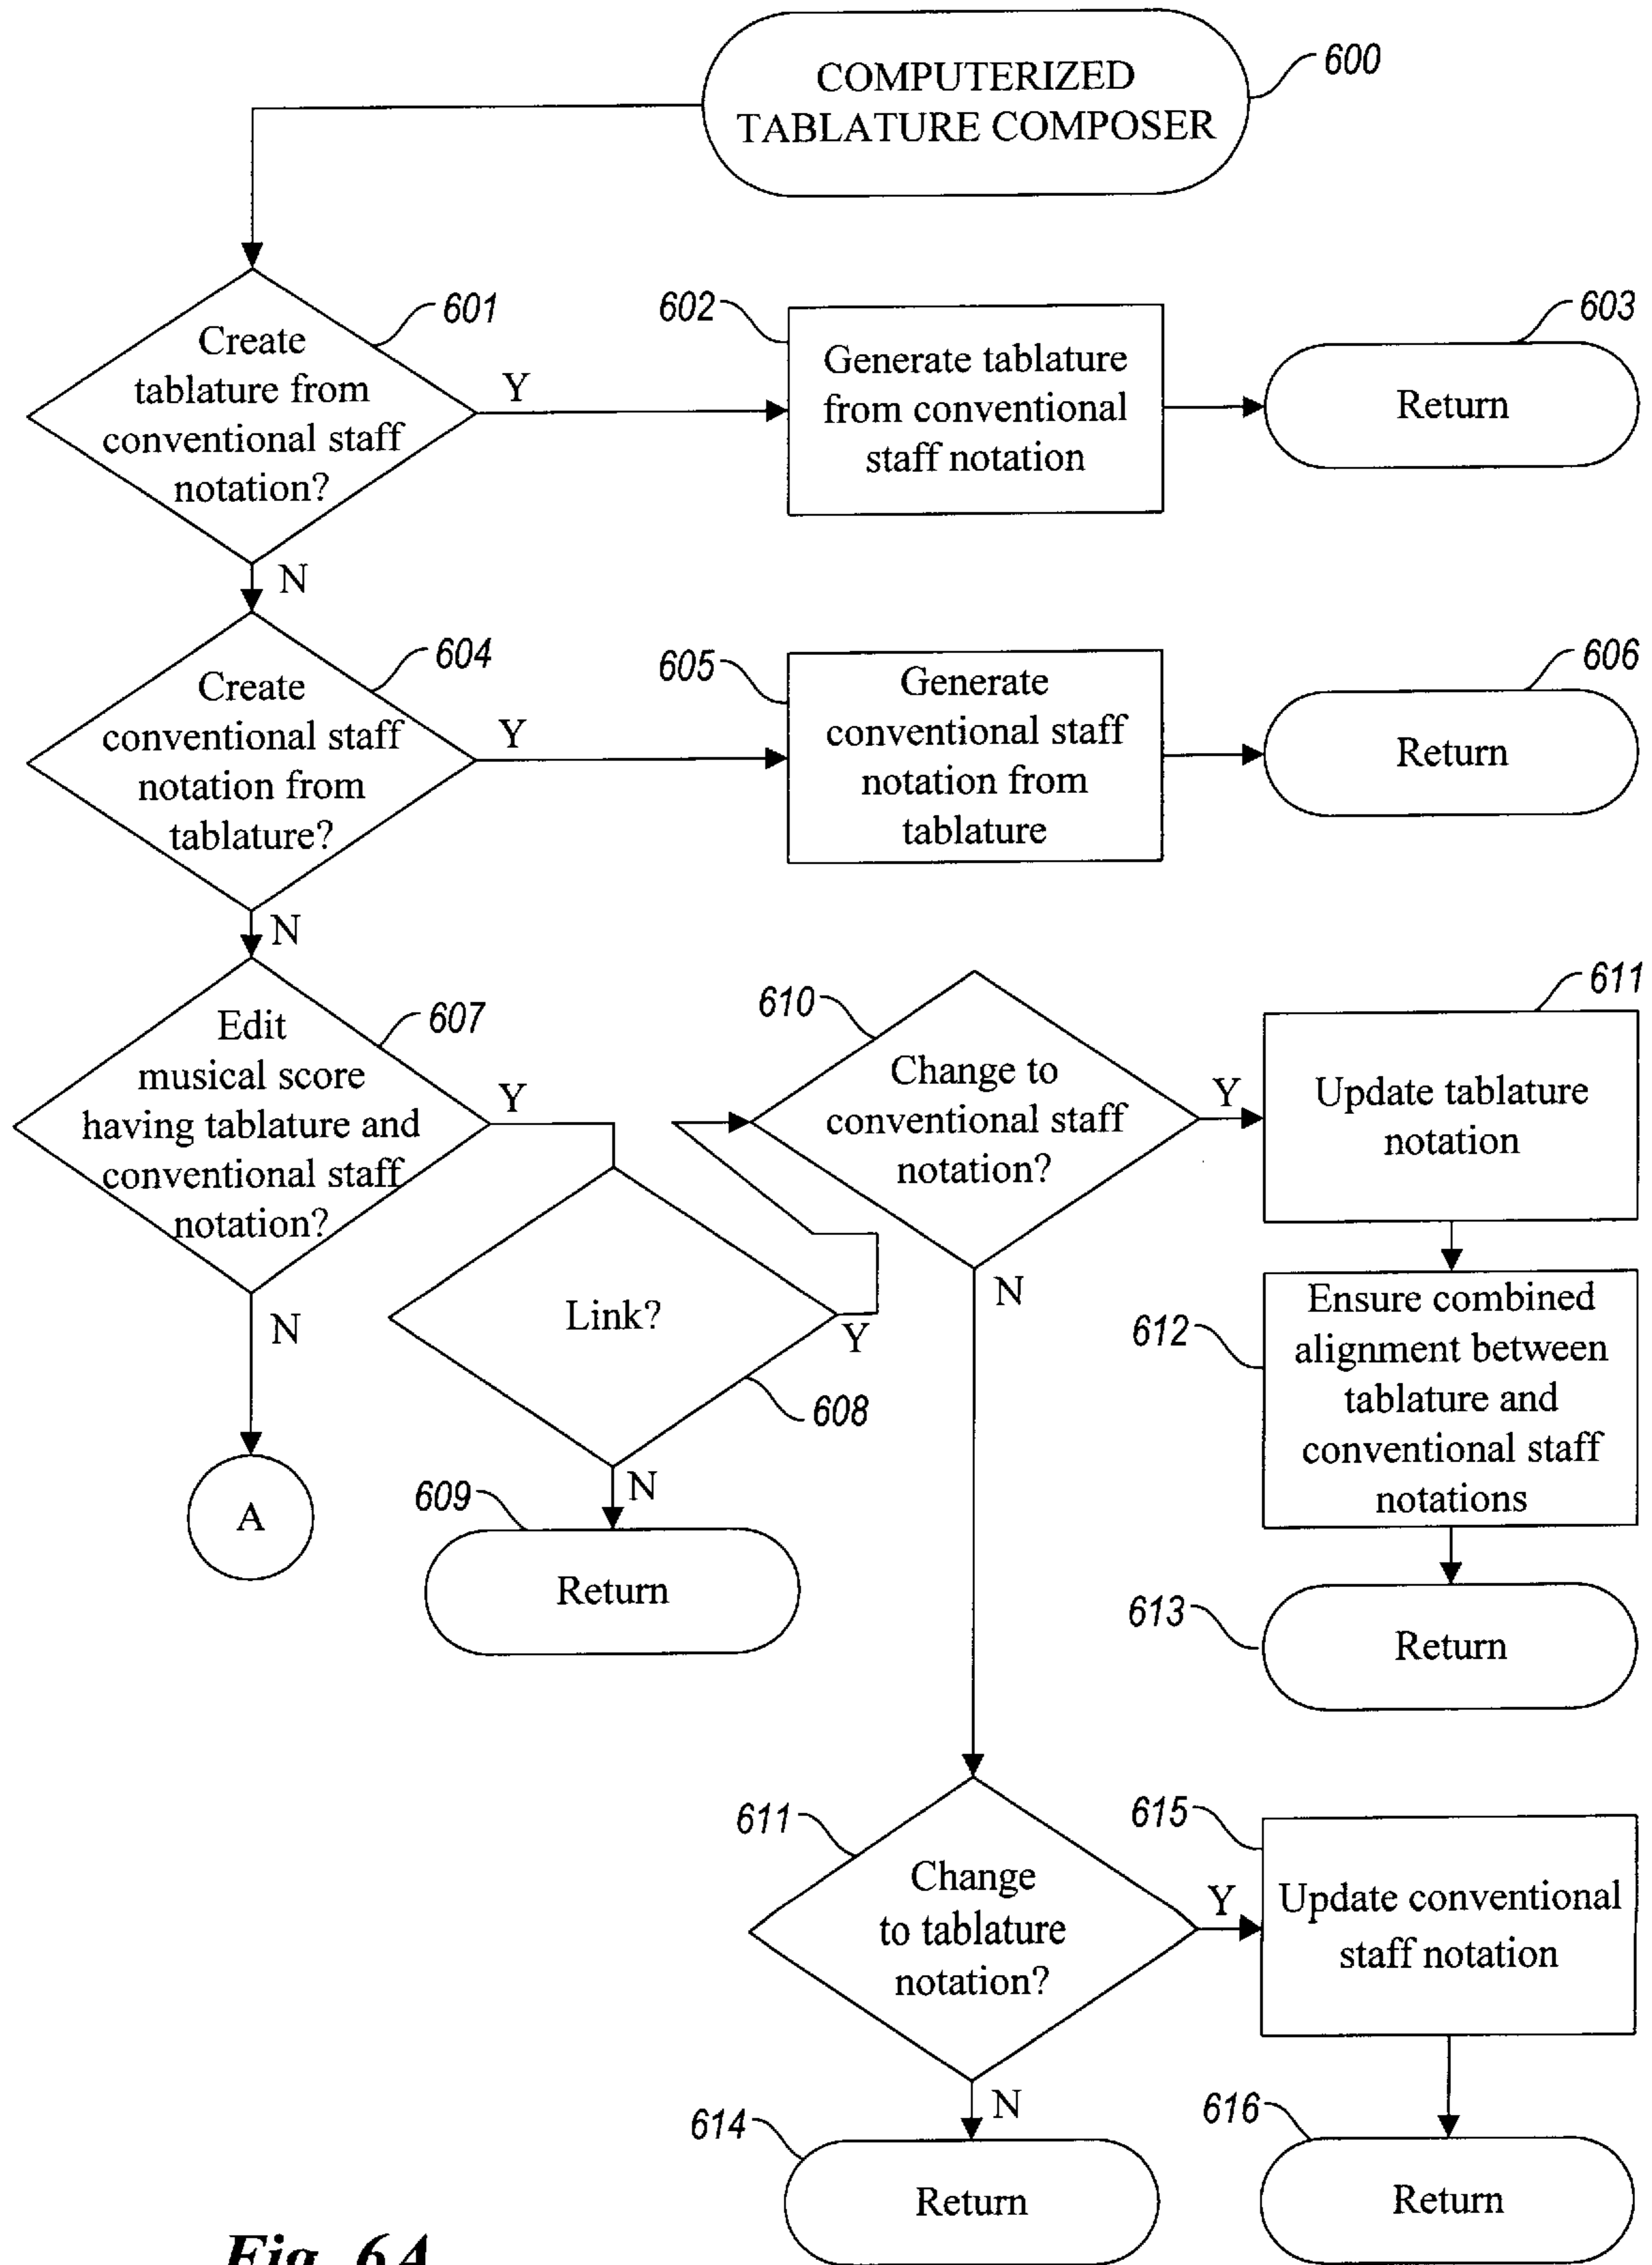 COMPUTERIZED
TABLATURE COMPOSER
600
Create
tablature from
conventional staff
notation?
601
Y
N
602
Generate tablature
from conventional
staff notation
603
Return
604
Create
conventional staff
notation from
tablature?
Y
N
605
Generate
conventional staff
notation from
tablature
606
Return
607
Edit
musical score
having tablature and
conventional staff
notation?
Y
N
A
Link?
608
Y
N
609
Return
610
Change to
conventional staff
notation?
Y
N
611
Update tablature
notation
612
Ensure combined
alignment between
tablature and
conventional staff
notations
613
Return
611
Change
to tablature
notation?
Y
N
615
Update conventional
staff notation
614
Return
616
Return
Fig. 6A